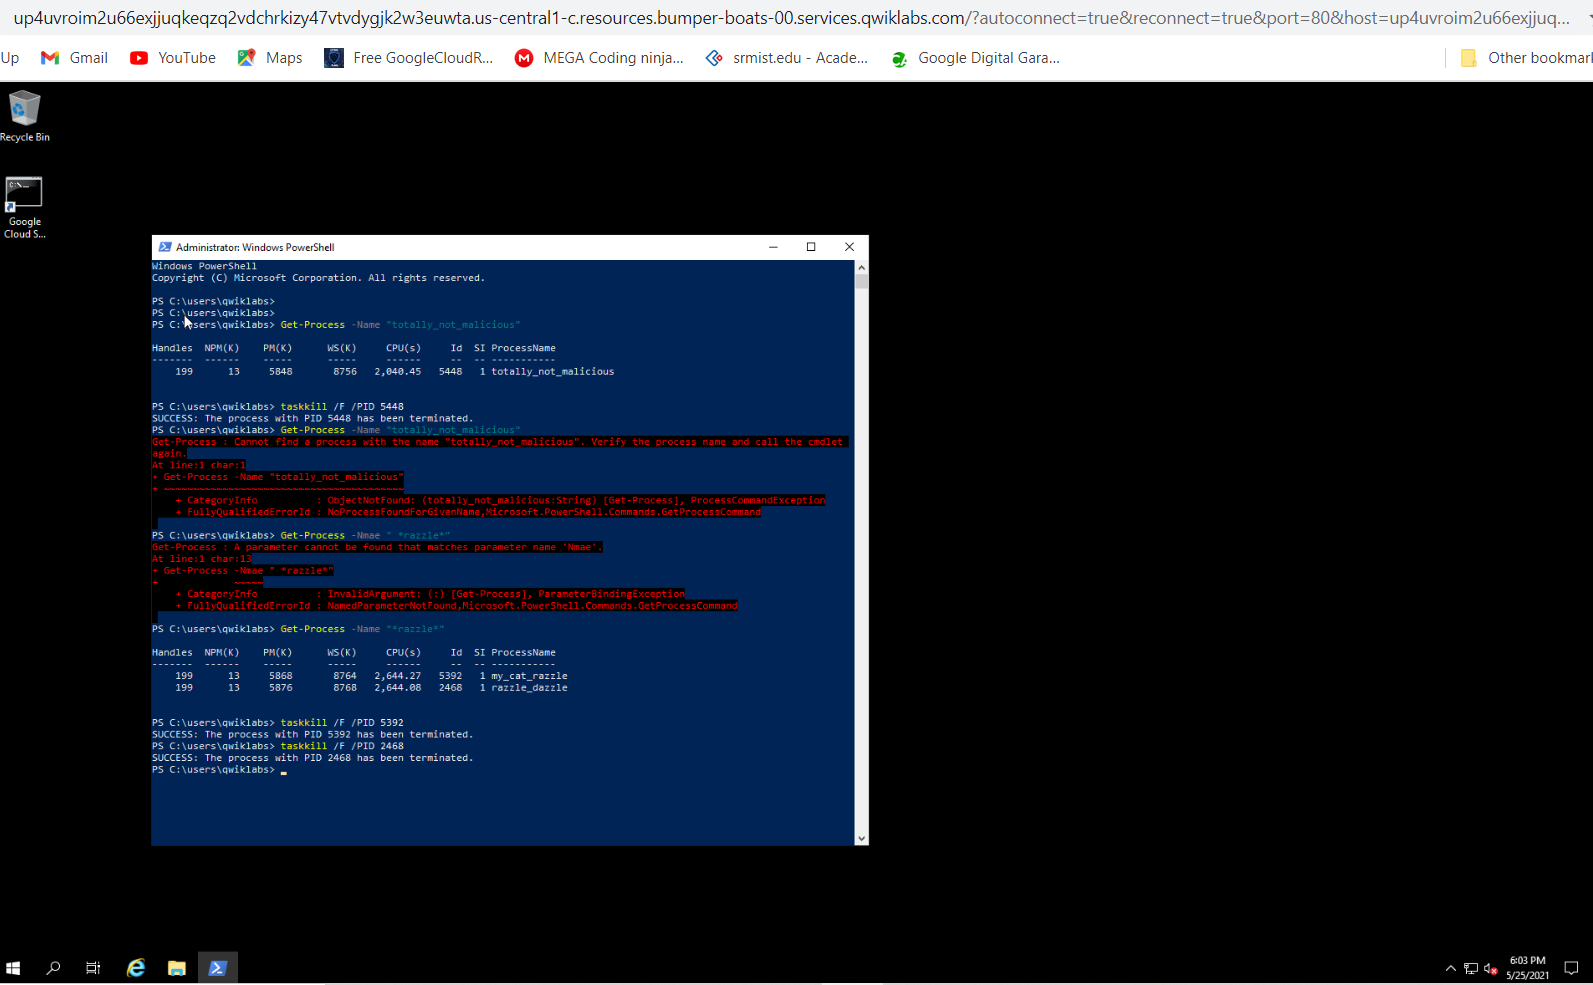 up4uvroim2u66exjjuqkeqzq2vdchrkizy47vtvdygjk2w3euwta.us-central1-c.resources.bumper-boats-00.services.qwiklabs.com/?autoconnect=true&reconnect=true&port=80&host=up4uvroim2u66exjjuq...
Up Gmail YouTube Maps Free GoogleCloudR... MEGA Coding ninja... srmist.edu - Acade... Google Digital Gara... Other bookmar
Recycle Bin
Google
Cloud S...
Administrator: Windows PowerShell
Windows PowerShell
Copyright (C) Microsoft Corporation. All rights reserved.
PS C:\users\qwiklabs>
PS C:\users\qwiklabs>
PS C:\users\qwiklabs> Get-Process -Name "totally_not_malicious"
Handles NPM(K) PM(K) WS(K) CPU(s) Id SI ProcessName
------- ------ ----- ----- ------ -- -- -----------
199 13 5848 8756 2,040.45 5448 1 totally_not_malicious
PS C:\users\qwiklabs> taskkill /F /PID 5448
SUCCESS: The process with PID 5448 has been terminated.
PS C:\users\qwiklabs> Get-Process -Name "totally_not_malicious"
Get-Process : Cannot find a process with the name "totally_not_malicious". Verify the process name and call the cmdlet
again.
At line:1 char:1
+ Get-Process -Name "totally_not_malicious"
+ ~~~~~~~~~~~~~~~~~~~~~~~~~~~~~~~~~~~~~~~~~
+ CategoryInfo : ObjectNotFound: (totally_not_malicious:String) [Get-Process], ProcessCommandException
+ FullyQualifiedErrorId : NoProcessFoundForGivenName,Microsoft.PowerShell.Commands.GetProcessCommand
PS C:\users\qwiklabs> Get-Process -Nmae " *razzle*"
Get-Process : A parameter cannot be found that matches parameter name 'Nmae'.
At line:1 char:13
+ Get-Process -Nmae " *razzle*"
+ ~~~~~
+ CategoryInfo : InvalidArgument: (:) [Get-Process], ParameterBindingException
+ FullyQualifiedErrorId : NamedParameterNotFound,Microsoft.PowerShell.Commands.GetProcessCommand
PS C:\users\qwiklabs> Get-Process -Name "*razzle*"
Handles NPM(K) PM(K) WS(K) CPU(s) Id SI ProcessName
------- ------ ----- ----- ------ -- -- -----------
199 13 5868 8764 2,644.27 5392 1 my_cat_razzle
199 13 5876 8768 2,644.08 2468 1 razzle_dazzle
PS C:\users\qwiklabs> taskkill /F /PID 5392
SUCCESS: The process with PID 5392 has been terminated.
PS C:\users\qwiklabs> taskkill /F /PID 2468
SUCCESS: The process with PID 2468 has been terminated.
PS C:\users\qwiklabs>
6:03 PM
5/25/2021